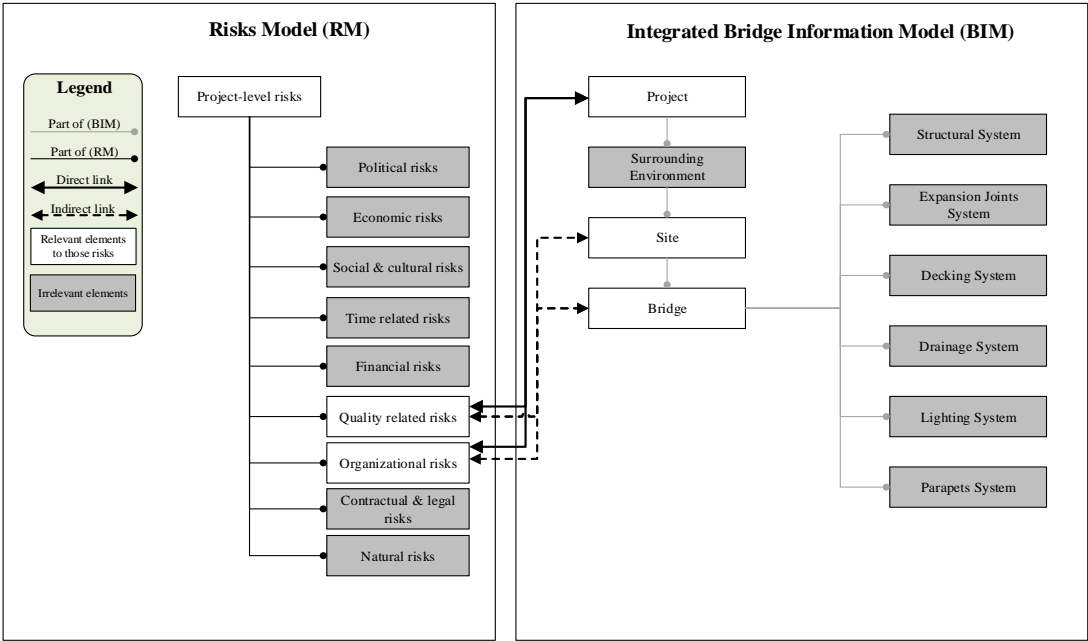 Risks Model (RM)
Legend
Part of (BIM)
Part of (RM)
Direct link
Indirect link
Relevant elements
to those risks
Irrelevant elements
Project-level risks
Political risks
Economic risks
Social & cultural risks
Time related risks
Financial risks
Quality related risks
Organizational risks
Contractual & legal
risks
Natural risks
Integrated Bridge Information Model (BIM)
Project
Surrounding
Environment
Site
Bridge
Structural System
Expansion Joints
System
Decking System
Drainage System
Lighting System
Parapets System